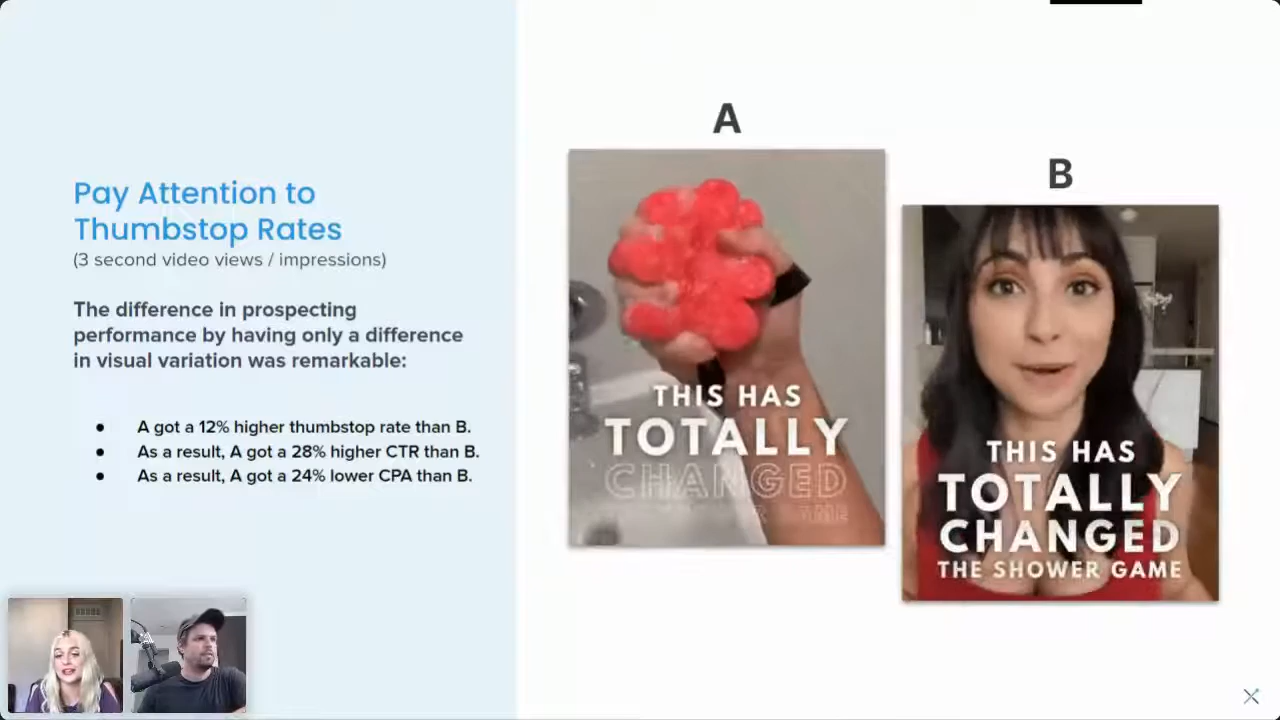 Pay Attention to
Thumbstop Rates
(3 second video views / impressions)
The difference in prospecting
performance by having only a difference
in visual variation was remarkable:
● A got a 12% higher thumbstop rate than B.
● As a result, A got a 28% higher CTR than B.
● As a result, A got a 24% lower CPA than B.
A
THIS HAS
TOTALLY
CHANGED
B
THIS HAS
TOTALLY
CHANGED
THE SHOWER GAME